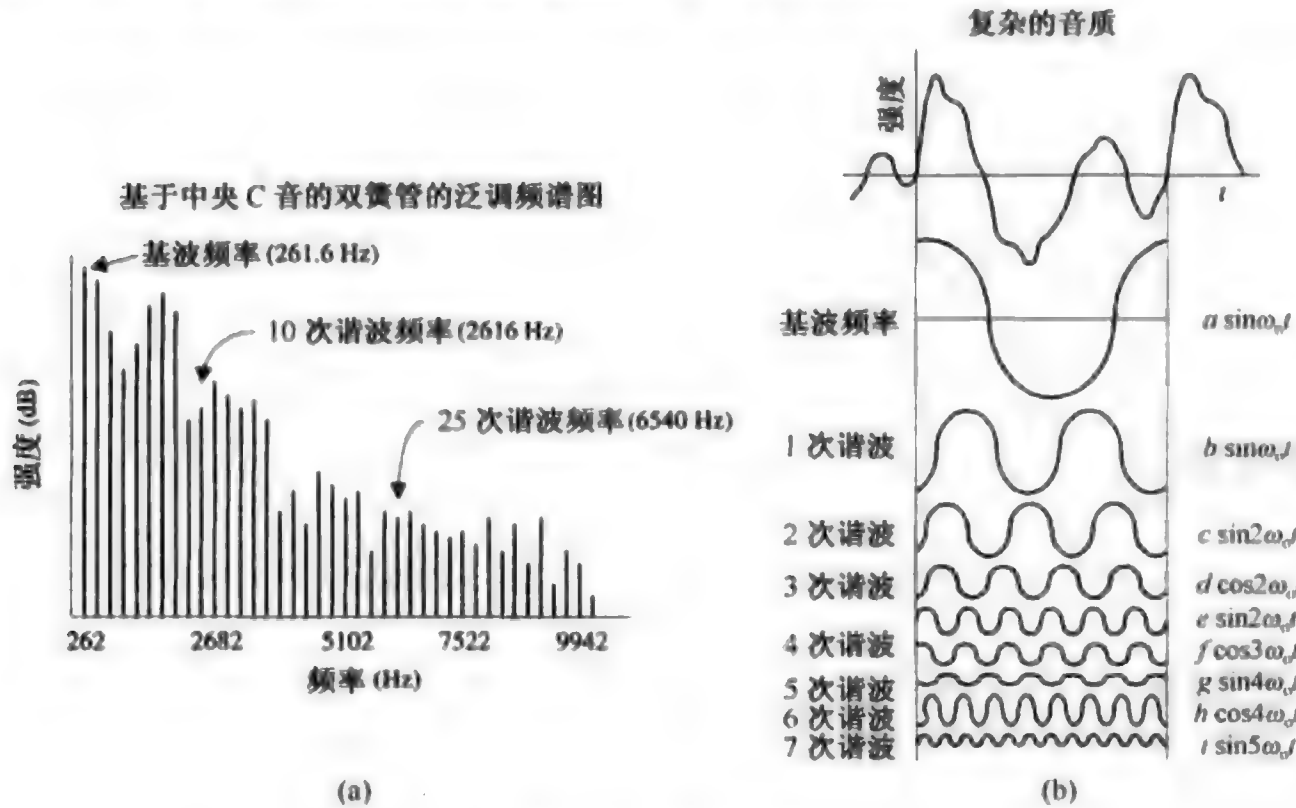 复杂的音质
强度
t
基于中央 C 音的双簧管的泛调频谱图
基波频率 (261.6 Hz)
10 次谐波频率 (2616 Hz)
25 次谐波频率 (6540 Hz)
强度 (dB)
262 2682 5102 7522 9942
频率 (Hz)
(a)
基波频率 a sinω₀t
1 次谐波 b sinω₀t
2 次谐波 c sin2ω₀t
3 次谐波 d cos2ω₀t
e sin2ω₀t
4 次谐波 f cos3ω₀t
5 次谐波 g sin4ω₀t
6 次谐波 h cos4ω₀t
7 次谐波 t sin5ω₀t
(b)